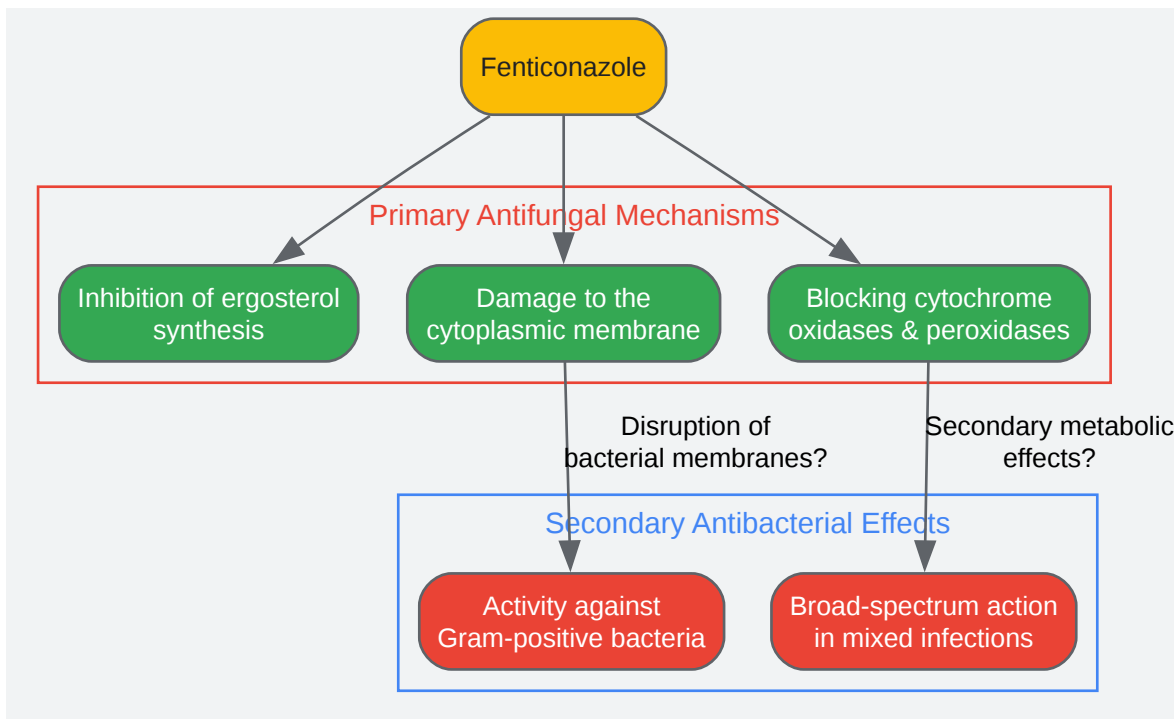 Fenticonazole
Primary Antifungal Mechanisms
Inhibition of ergosterol
synthesis
Damage to the
cytoplasmic membrane
Blocking cytochrome
oxidases & peroxidases
Disruption of
bacterial membranes?
Secondary metabolic
effects?
Secondary Antibacterial Effects
Activity against
Gram-positive bacteria
Broad-spectrum action
in mixed infections